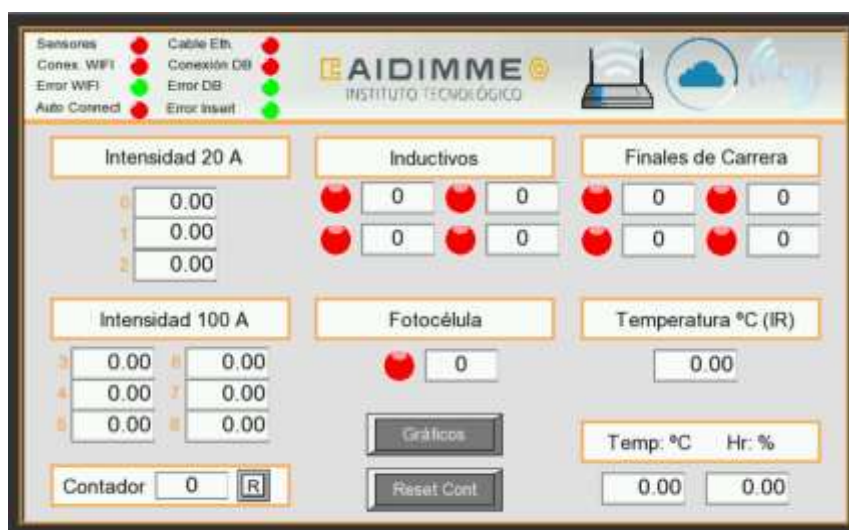 Sensores Cable Eth.
Conex. WIFI Conexión DB
Error WIFI Error DB
Auto Connect Error Insert
AIDIMME
INSTITUTO TECNOLÓGICO
Intensidad 20 A
0 0.00
1 0.00
2 0.00
Inductivos
0 0
0 0
Finales de Carrera
0 0
0 0
Intensidad 100 A
3 0.00 6 0.00
4 0.00 7 0.00
5 0.00 8 0.00
Fotocélula
0
Temperatura ºC (IR)
0.00
Gráficos
Reset Cont
Contador 0 R
Temp: ºC Hr: %
0.00 0.00